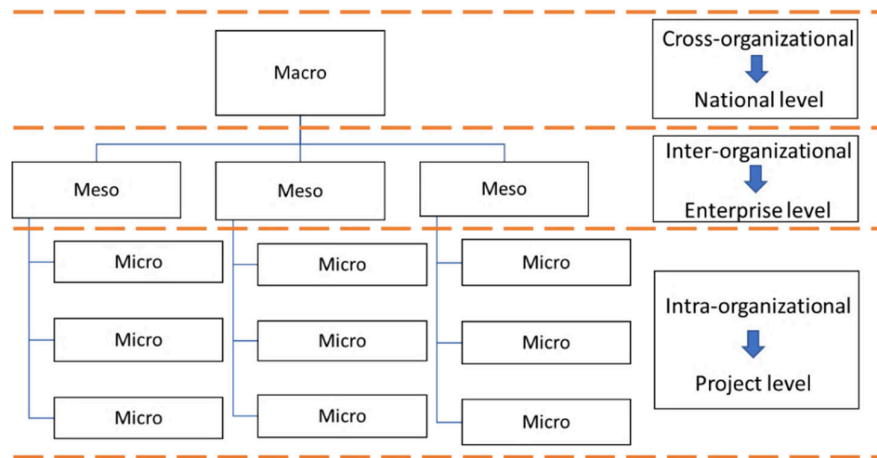 Macro
Cross-organizational
National level
Meso
Meso
Meso
Inter-organizational
Enterprise level
Micro
Micro
Micro
Micro
Micro
Micro
Micro
Micro
Micro
Intra-organizational
Project level